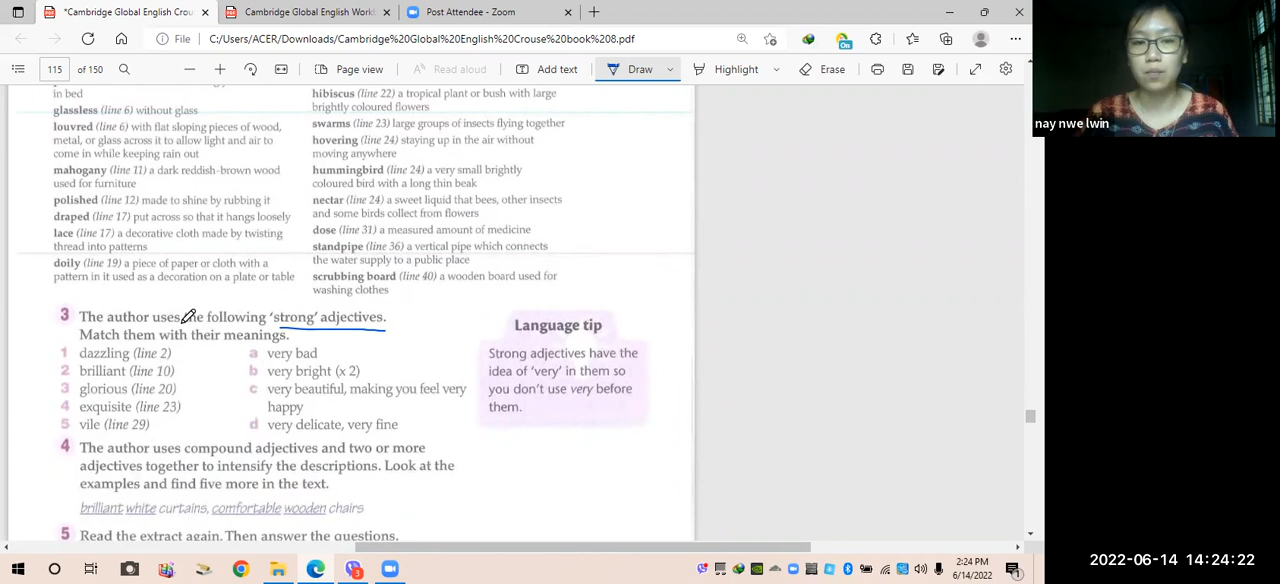 *Cambridge Global English Crou
Cambridge Global English Workb
Post Attendee - Zoom
File
C:/Users/ACER/Downloads/Cambridge%20Global%20English%20Crouse%20book%208.pdf
115 of 150
Page view
Read aloud
Add text
Draw
Highlight
Erase
in bed
glassless (line 6) without glass
louvred (line 6) with flat sloping pieces of wood,
metal, or glass across it to allow light and air to
come in while keeping rain out
mahogany (line 11) a dark reddish-brown wood
used for furniture
polished (line 12) made to shine by rubbing it
draped (line 17) put across so that it hangs loosely
lace (line 17) a decorative cloth made by twisting
thread into patterns
doily (line 19) a piece of paper or cloth with a
pattern in it used as a decoration on a plate or table
hibiscus (line 22) a tropical plant or bush with large
brightly coloured flowers
swarms (line 23) large groups of insects flying together
hovering (line 24) staying up in the air without
moving anywhere
hummingbird (line 24) a very small brightly
coloured bird with a long thin beak
nectar (line 24) a sweet liquid that bees, other insects
and some birds collect from flowers
dose (line 31) a measured amount of medicine
standpipe (line 36) a vertical pipe which connects
the water supply to a public place
scrubbing board (line 40) a wooden board used for
washing clothes
3 The author uses the following ‘strong’ adjectives.
Match them with their meanings.
1 dazzling (line 2)
2 brilliant (line 10)
3 glorious (line 20)
4 exquisite (line 23)
5 vile (line 29)
a very bad
b very bright (x 2)
c very beautiful, making you feel very
happy
d very delicate, very fine
Language tip
Strong adjectives have the
idea of ‘very’ in them so
you don’t use very before
them.
4 The author uses compound adjectives and two or more
adjectives together to intensify the descriptions. Look at the
examples and find five more in the text.
brilliant white curtains, comfortable wooden chairs
5 Read the extract again. Then answer the questions.
nay nwe lwin
2:24 PM
6/14/2022
2022-06-14 14:24:22